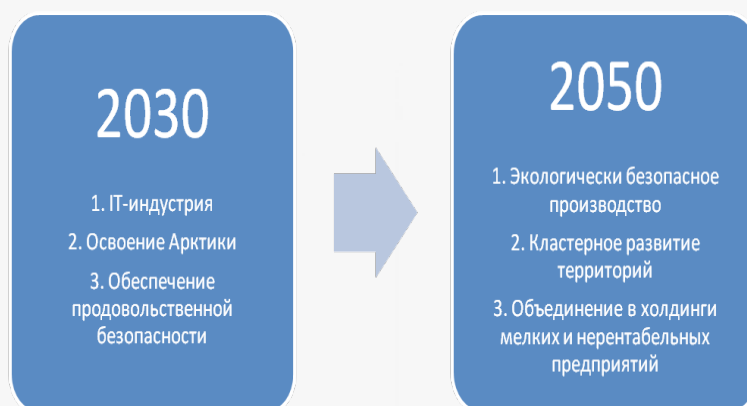 2030
1. IT-индустрия
2. Освоение Арктики
3. Обеспечение
продовольственной
безопасности
2050
1. Экологически безопасное
производство
2. Кластерное развитие
территорий
3. Объединение в холдинги
мелких и нерентабельных
предприятий